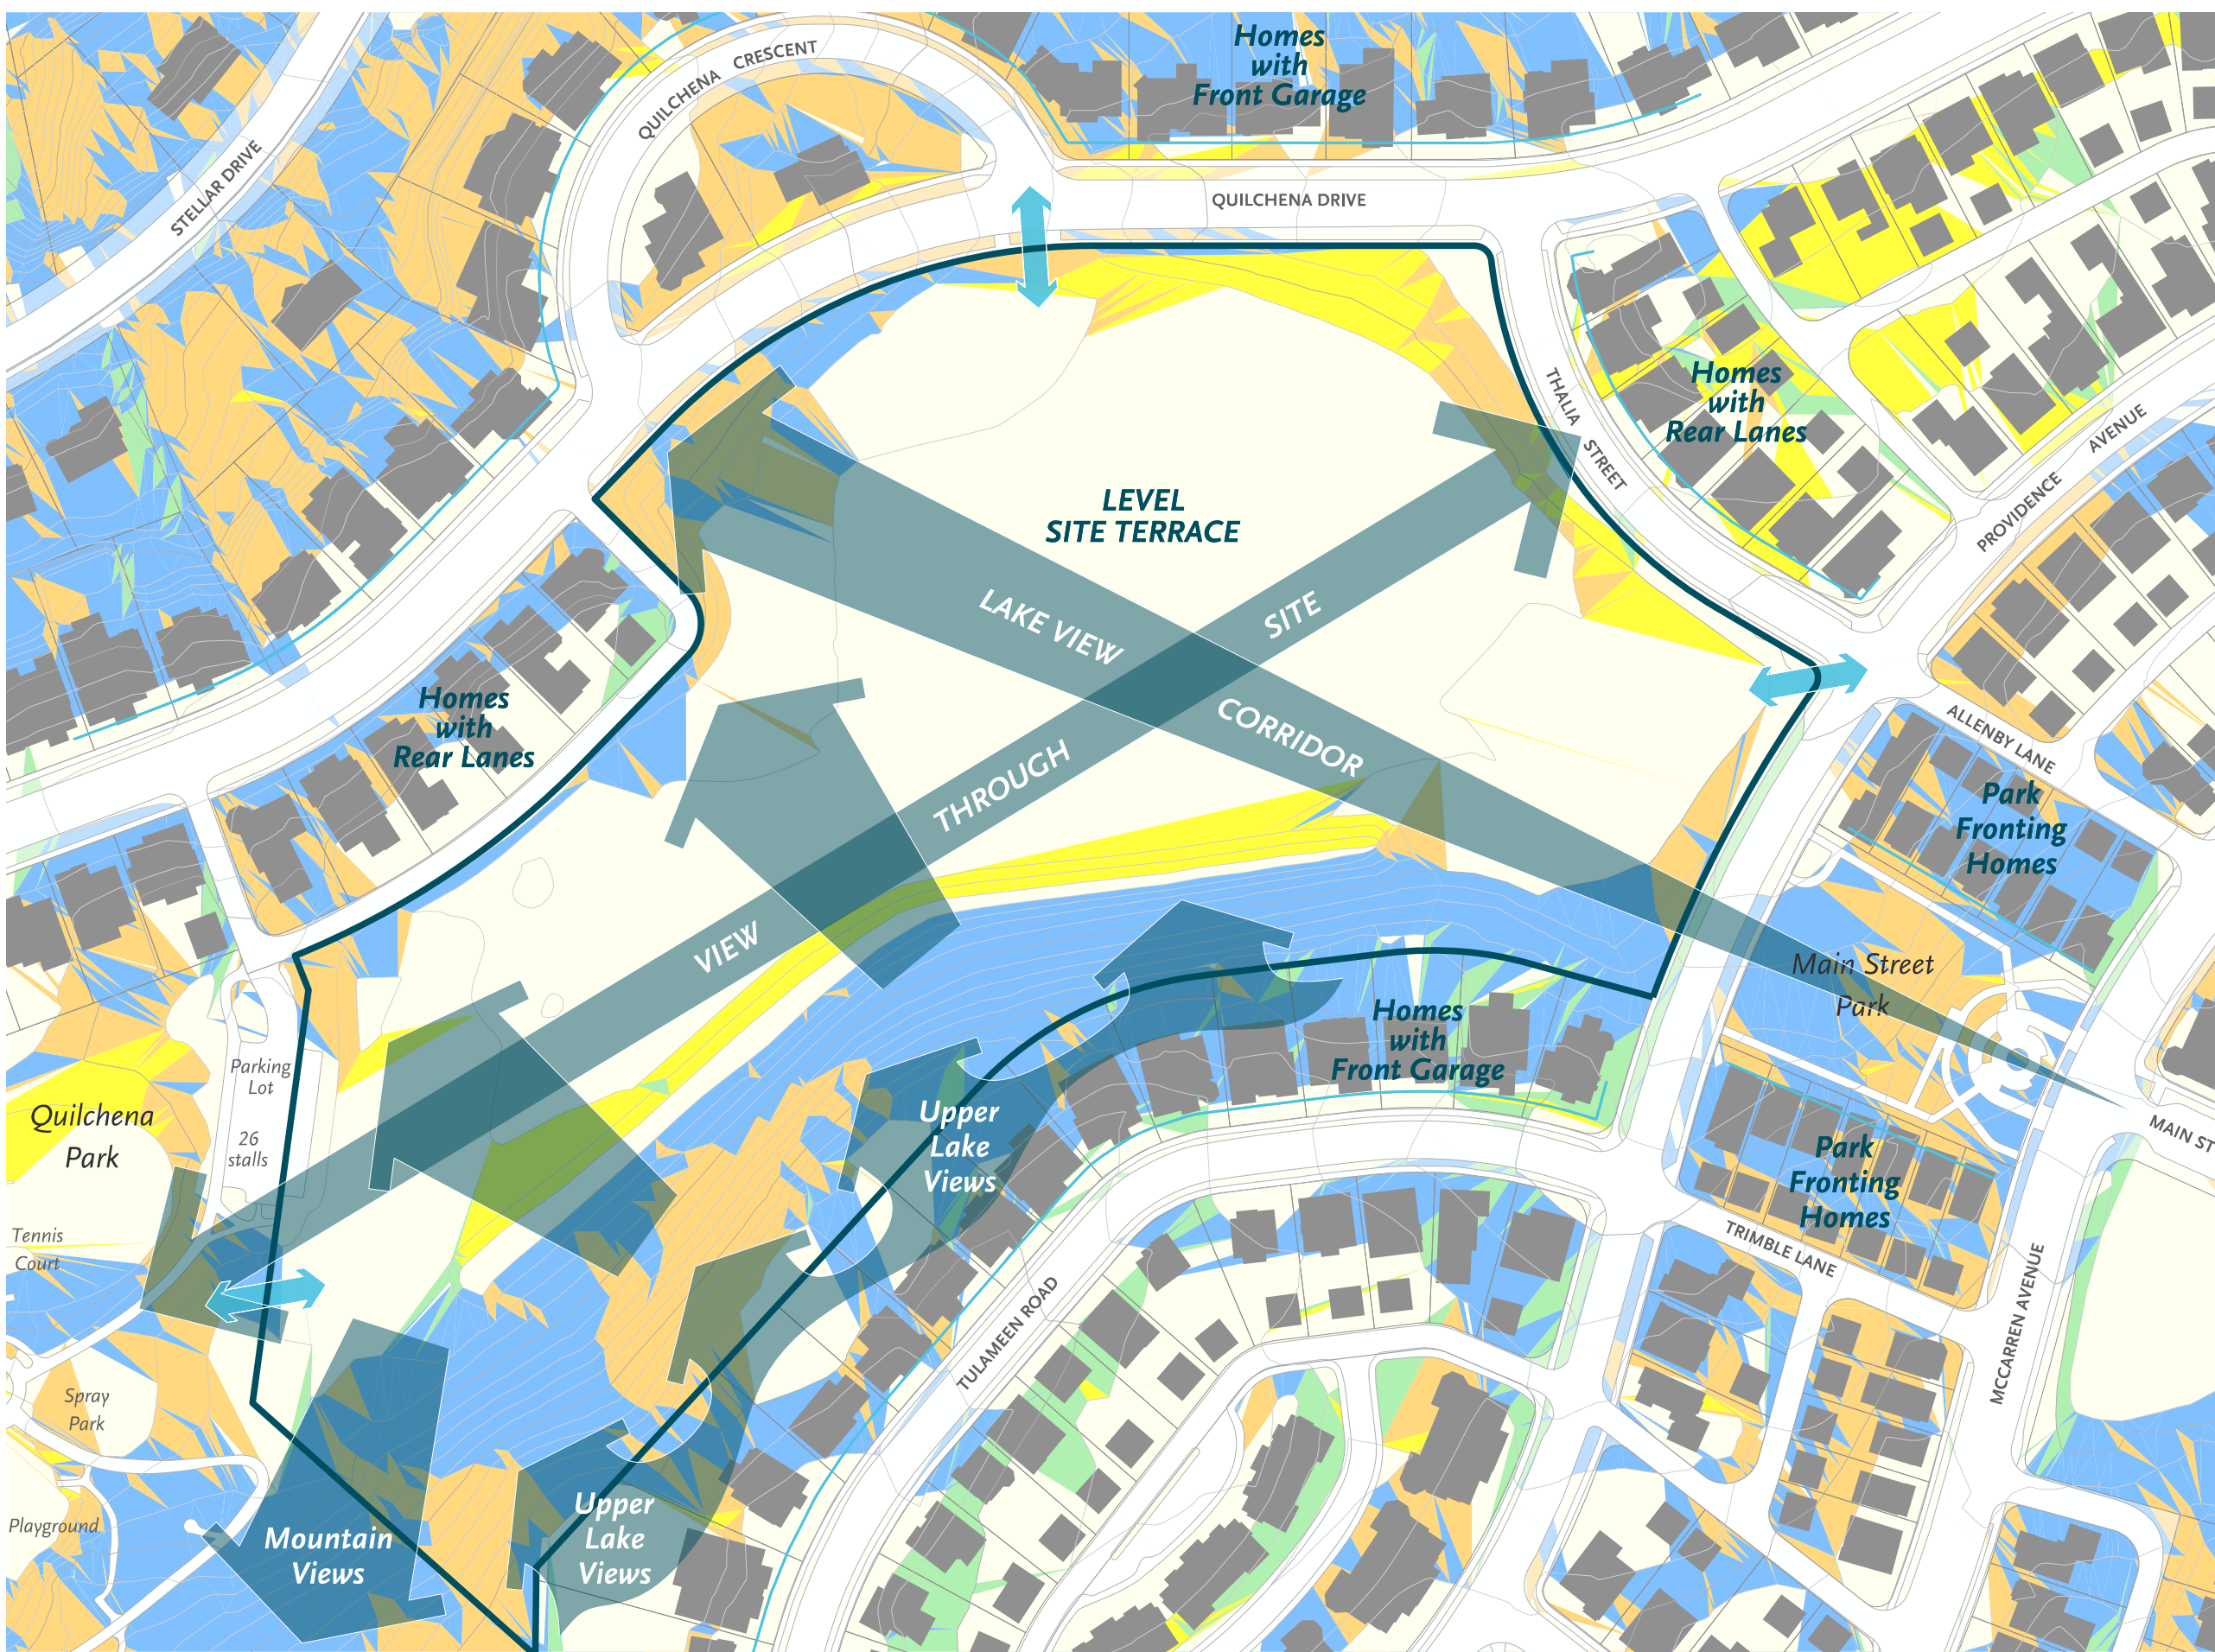 Homes
with
Front Garage
QUILCHENA CRESCENT
STELLAR DRIVE
QUILCHENA DRIVE
THALIA STREET
Homes
with
Rear Lanes
PROVIDENCE AVENUE
LEVEL
SITE TERRACE
LAKE VIEW CORRIDOR
VIEW THROUGH SITE
Homes
with
Rear Lanes
ALLENBY LANE
Park
Fronting
Homes
Main Street
Park
MAIN ST
Homes
with
Front Garage
Parking
Lot
26
stalls
Quilchena
Park
Tennis
Court
Upper
Lake
Views
Park
Fronting
Homes
TRIMBLE LANE
MCCARREN AVENUE
TULAMEEN ROAD
Spray
Park
Playground
Mountain
Views
Upper
Lake
Views